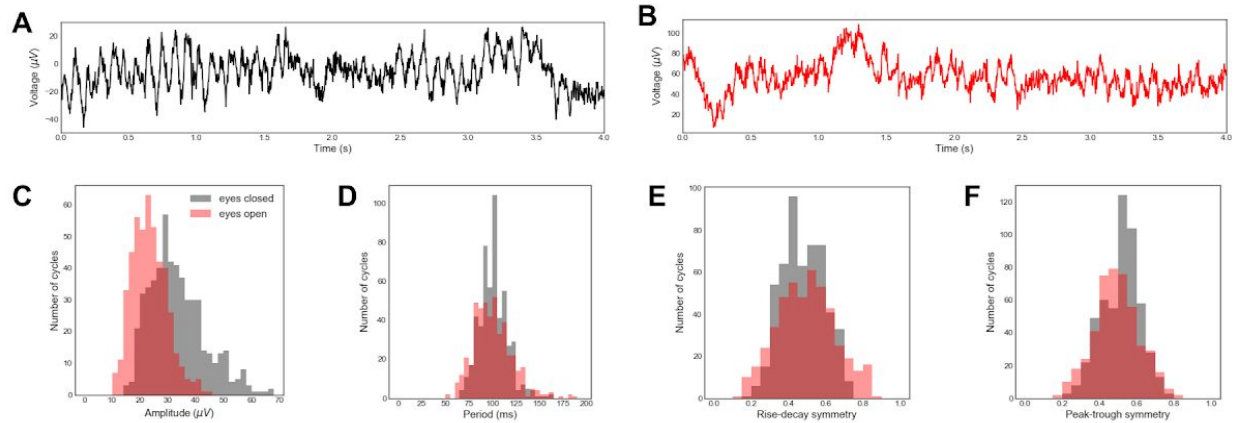 A
Voltage (μV)
20
0
−20
−40
0.0 0.5 1.0 1.5 2.0 2.5 3.0 3.5 4.0
Time (s)
B
Voltage (μV)
100
80
60
40
20
0.0 0.5 1.0 1.5 2.0 2.5 3.0 3.5 4.0
Time (s)
C
eyes closed
eyes open
Number of cycles
60
50
40
30
20
10
0
0 10 20 30 40 50 60 70
Amplitude (μV)
D
Number of cycles
100
80
60
40
20
0
0 25 50 75 100 125 150 175 200
Period (ms)
E
Number of cycles
100
80
60
40
20
0
0.0 0.2 0.4 0.6 0.8 1.0
Rise-decay symmetry
F
Number of cycles
120
100
80
60
40
20
0
0.0 0.2 0.4 0.6 0.8 1.0
Peak-trough symmetry